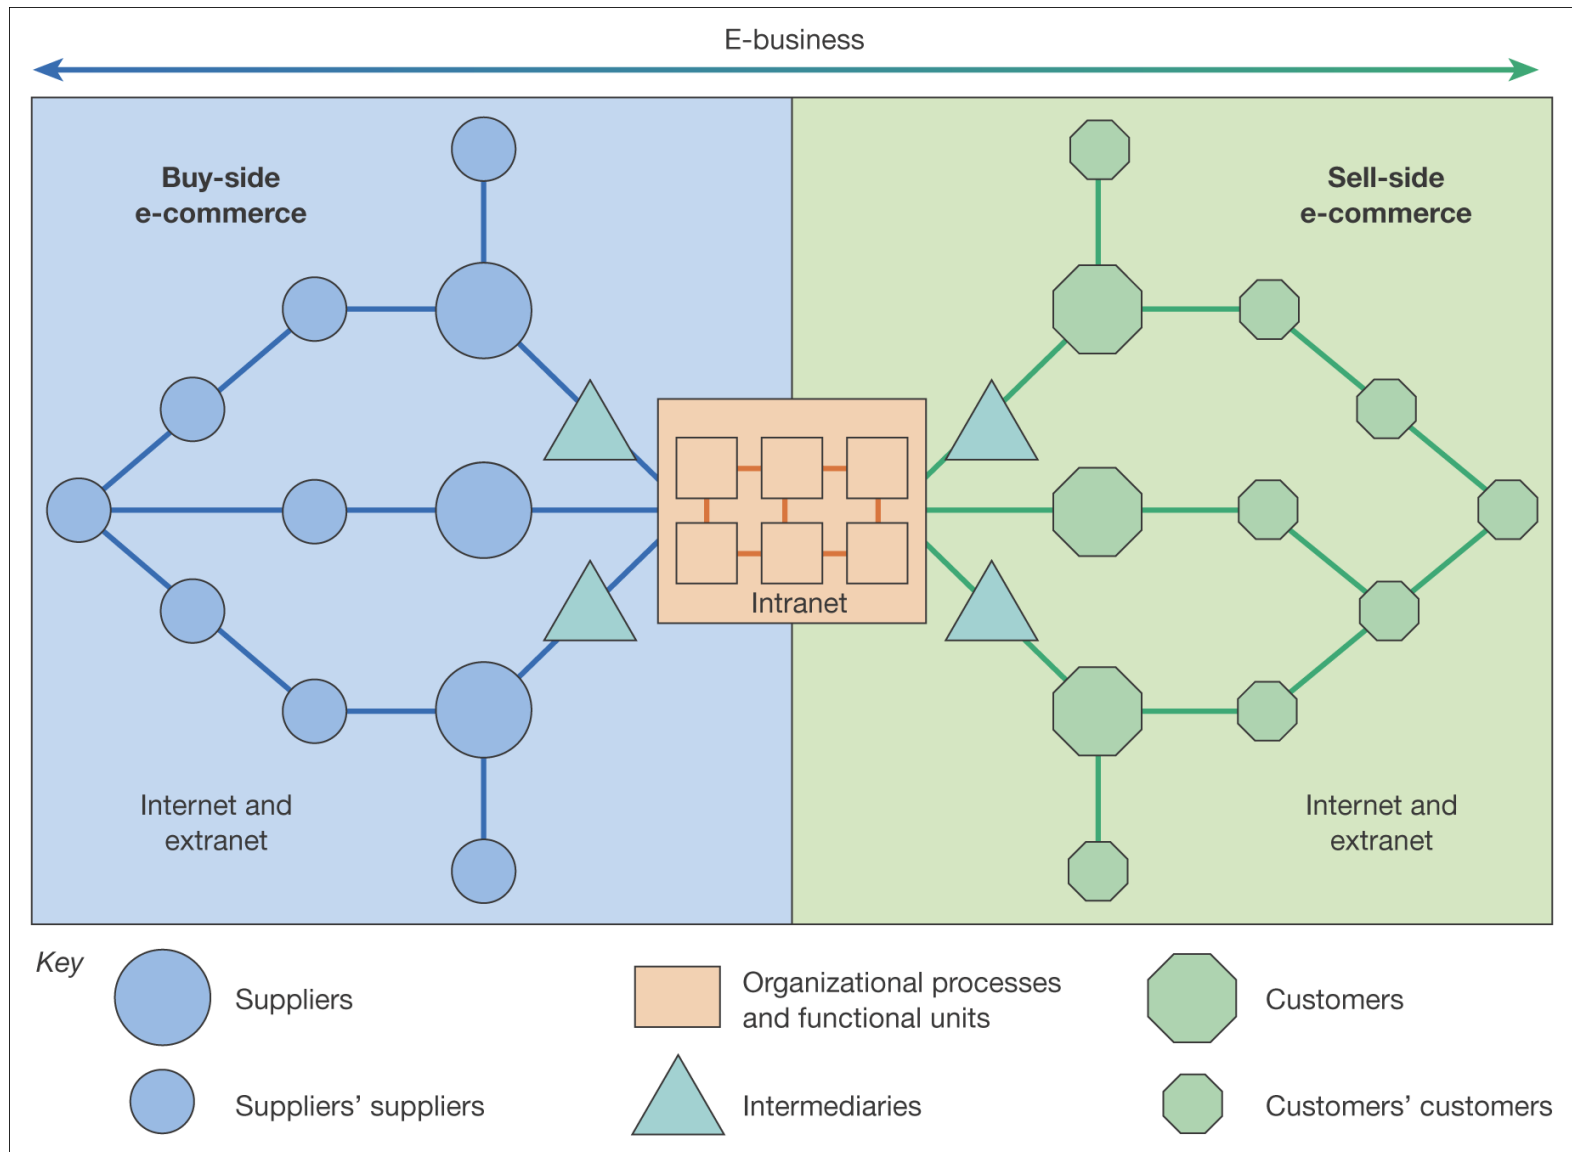 E-business
Buy-side
e-commerce
Sell-side
e-commerce
Intranet
Internet and
extranet
Internet and
extranet
Key
Suppliers
Organizational processes
and functional units
Customers
Suppliers’ suppliers
Intermediaries
Customers’ customers